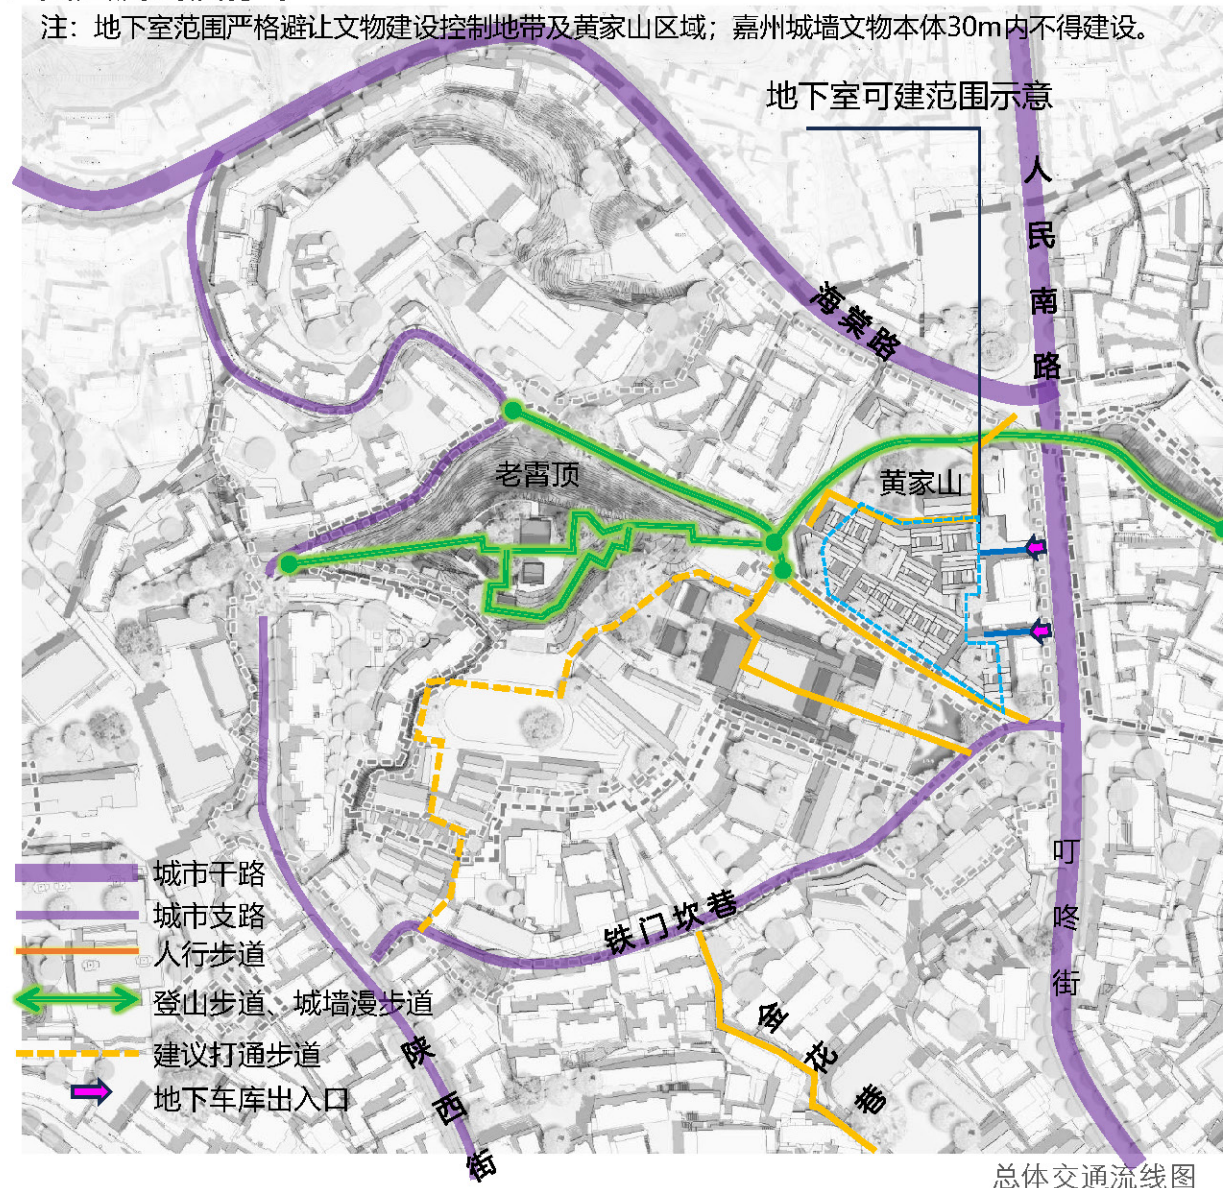 注：地下室范围严格避让文物建设控制地带及黄家山区域；嘉州城墙文物本体30m内不得建设。
地下室可建范围示意
人民南路
海棠路
老霄顶
黄家山
叮咚街
铁门坎巷
金花巷
陕西街
城市干路
城市支路
人行步道
登山步道、城墙漫步道
建议打通步道
地下车库出入口
总体交通流线图